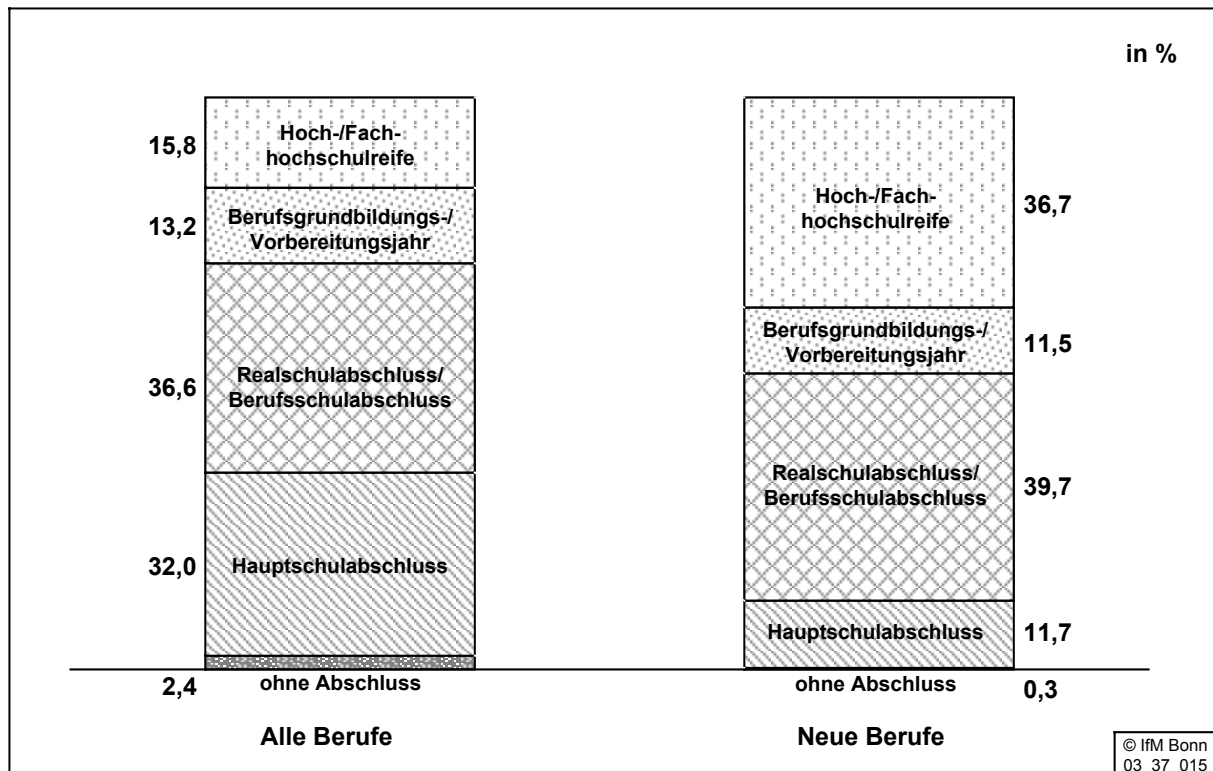 in %
15,8
Hoch-/Fach-
hochschulreife
13,2
Berufsgrundbildungs-/
Vorbereitungsjahr
36,6
Realschulabschluss/
Berufsschulabschluss
32,0
Hauptschulabschluss
2,4
ohne Abschluss
Alle Berufe
Hoch-/Fach-
hochschulreife
36,7
Berufsgrundbildungs-/
Vorbereitungsjahr
11,5
Realschulabschluss/
Berufsschulabschluss
39,7
Hauptschulabschluss
11,7
ohne Abschluss
0,3
Neue Berufe
© IfM Bonn
03 37 015